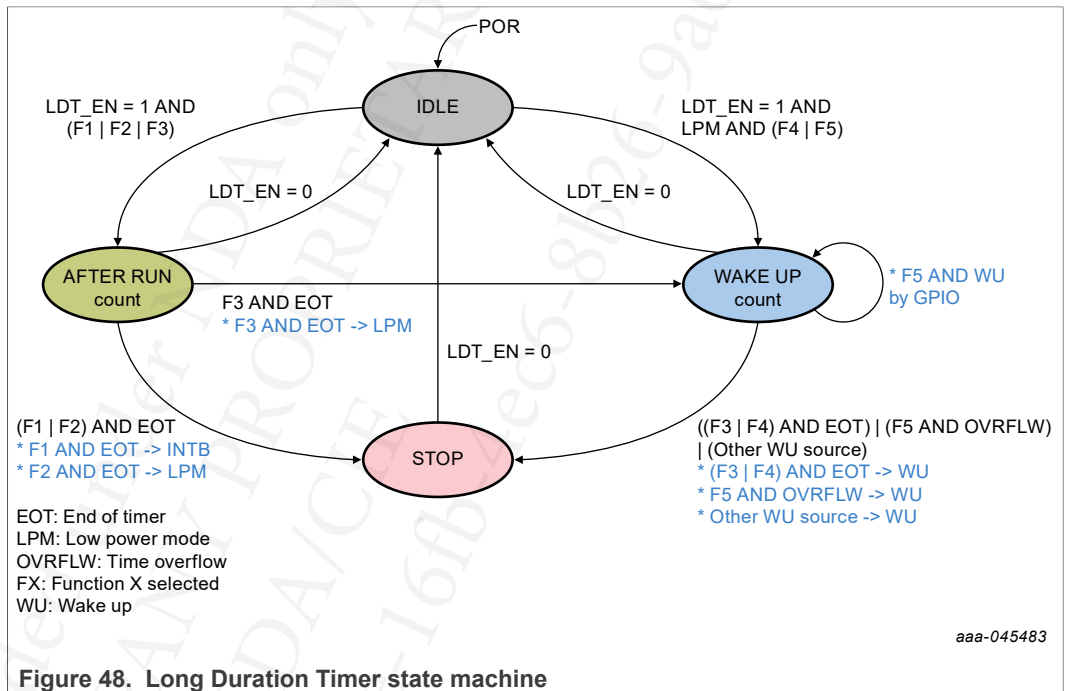 POR
IDLE
LDT_EN = 1 AND
(F1 | F2 | F3)
LDT_EN = 1 AND
LPM AND (F4 | F5)
LDT_EN = 0
LDT_EN = 0
AFTER RUN
count
WAKE UP
count
* F5 AND WU
by GPIO
F3 AND EOT
* F3 AND EOT -> LPM
LDT_EN = 0
(F1 | F2) AND EOT
* F1 AND EOT -> INTB
* F2 AND EOT -> LPM
STOP
((F3 | F4) AND EOT) | (F5 AND OVRFLW)
| (Other WU source)
* (F3 | F4) AND EOT -> WU
* F5 AND OVRFLW -> WU
* Other WU source -> WU
EOT: End of timer
LPM: Low power mode
OVRFLW: Time overflow
FX: Function X selected
WU: Wake up
aaa-045483
Figure 48. Long Duration Timer state machine